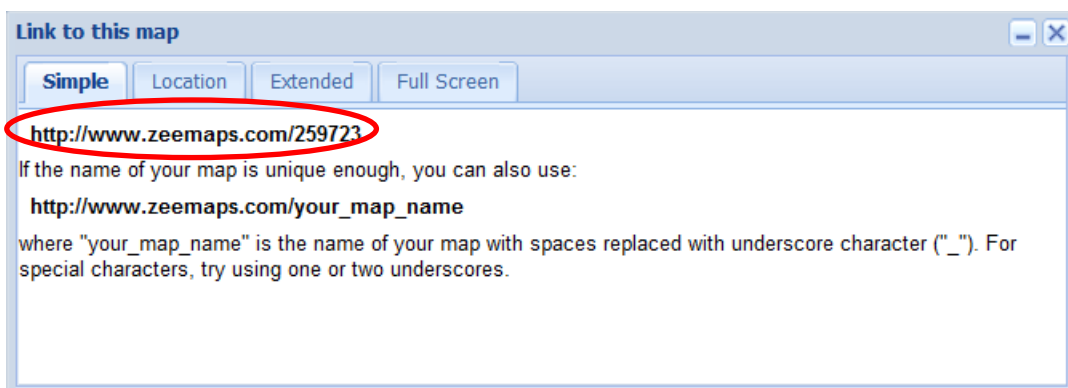 Link to this map
Simple Location Extended Full Screen
http://www.zeemaps.com/259723
If the name of your map is unique enough, you can also use:
http://www.zeemaps.com/your_map_name
where "your_map_name" is the name of your map with spaces replaced with underscore character ("_"). For
special characters, try using one or two underscores.